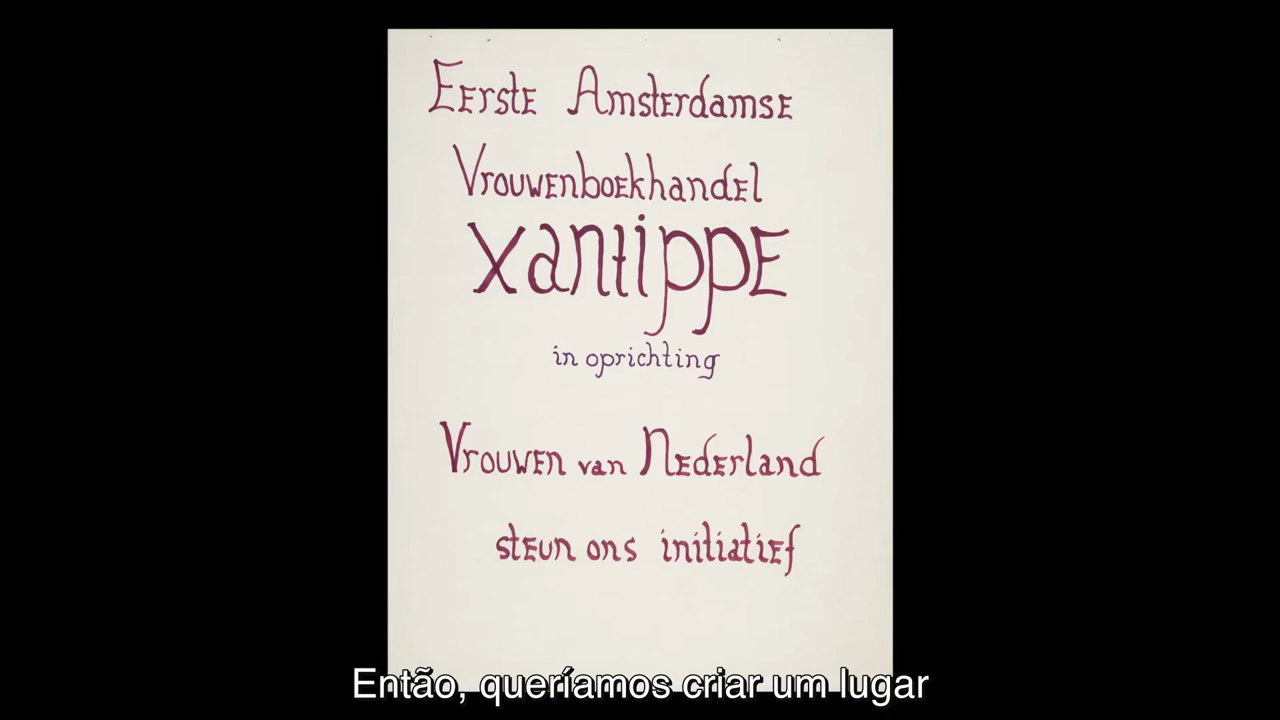 Eerste Amsterdamse
Vrouwenboekhandel
xantippe
in oprichting
Vrouwen van Nederland
steun ons initiatief
Então, queríamos criar um lugar